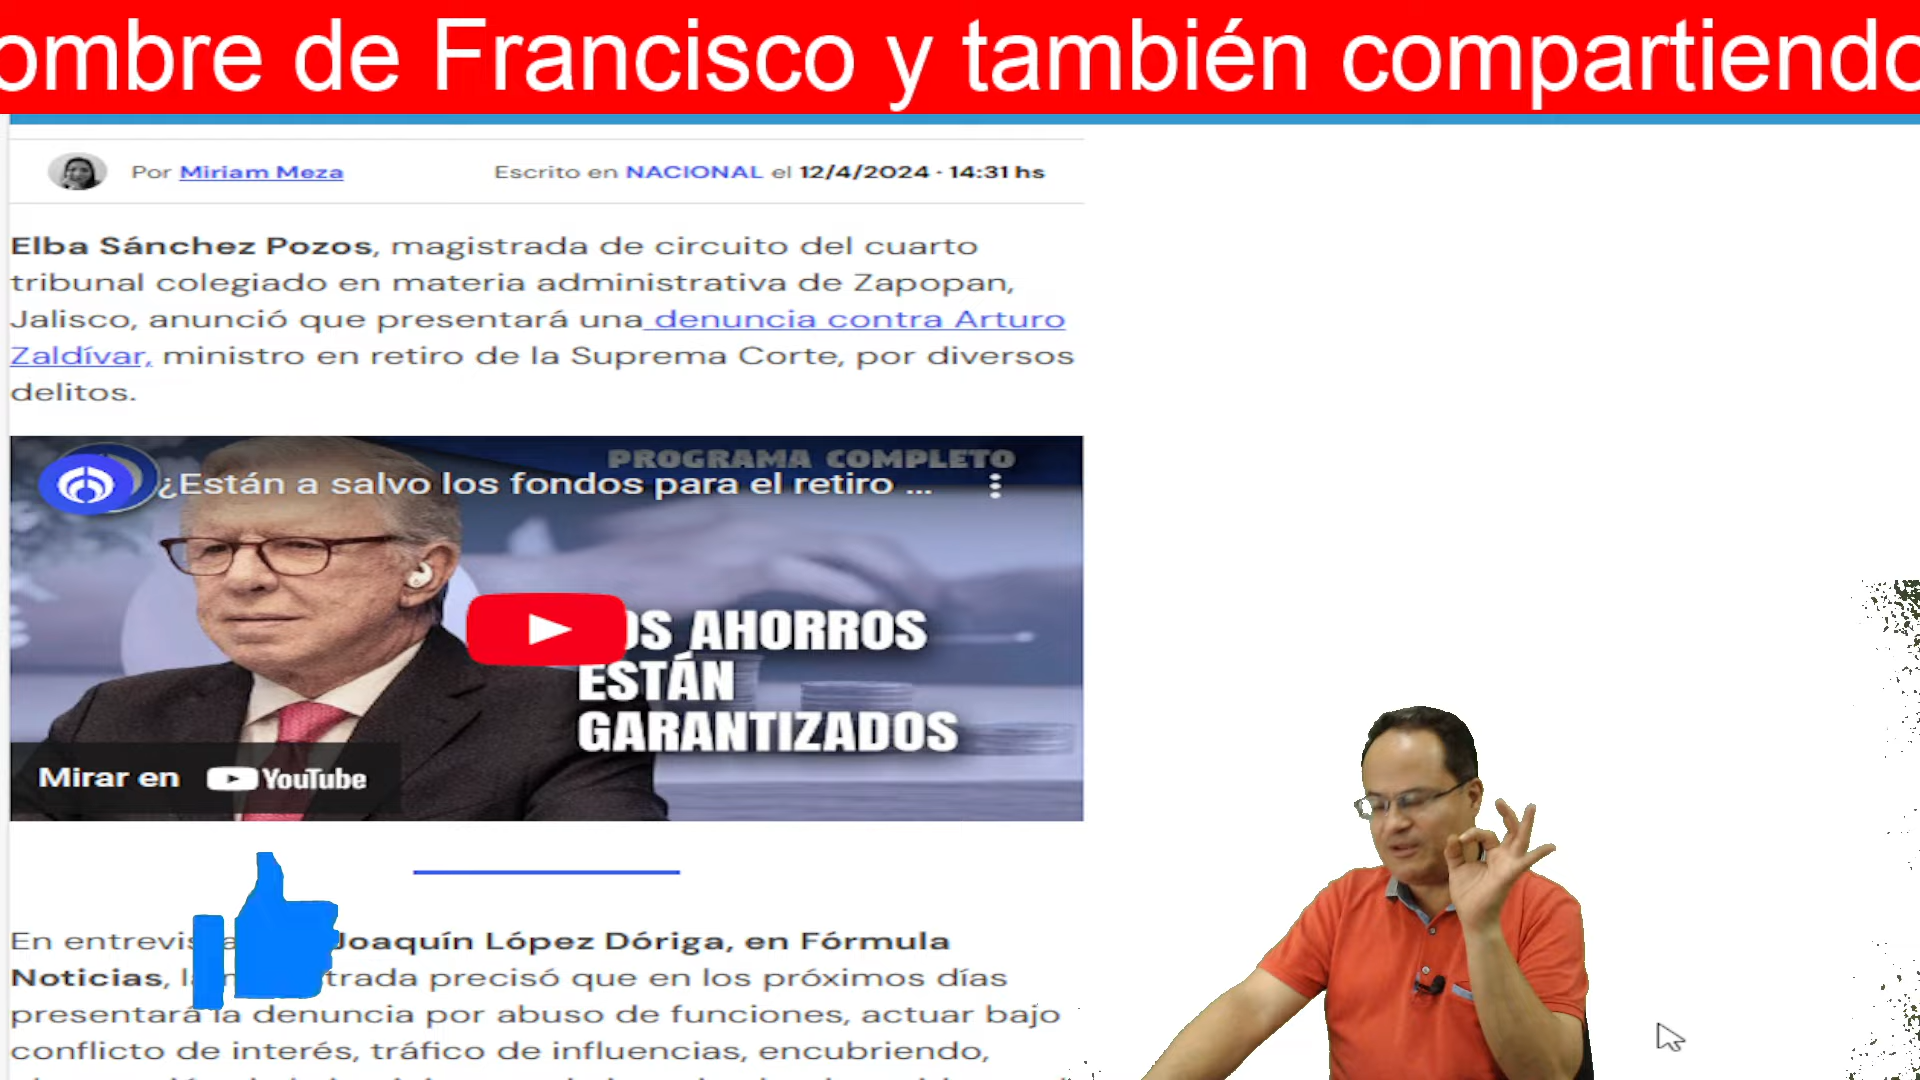 ombre de Francisco y también compartiendo
Por Miriam Meza
Escrito en NACIONAL el 12/4/2024 · 14:31 hs
Elba Sánchez Pozos, magistrada de circuito del cuarto
tribunal colegiado en materia administrativa de Zapopan,
Jalisco, anunció que presentará una denuncia contra Arturo
Zaldívar, ministro en retiro de la Suprema Corte, por diversos
delitos.
PROGRAMA COMPLETO
¿Están a salvo los fondos para el retiro ...
OS AHORROS
ESTÁN
GARANTIZADOS
Mirar en YouTube
En Joaquín López Dóriga, en Fórmula
Noticias, precisó que en los próximos días
presentará la denuncia por abuso de funciones, actuar bajo
conflicto de interés, tráfico de influencias, encubriendo,